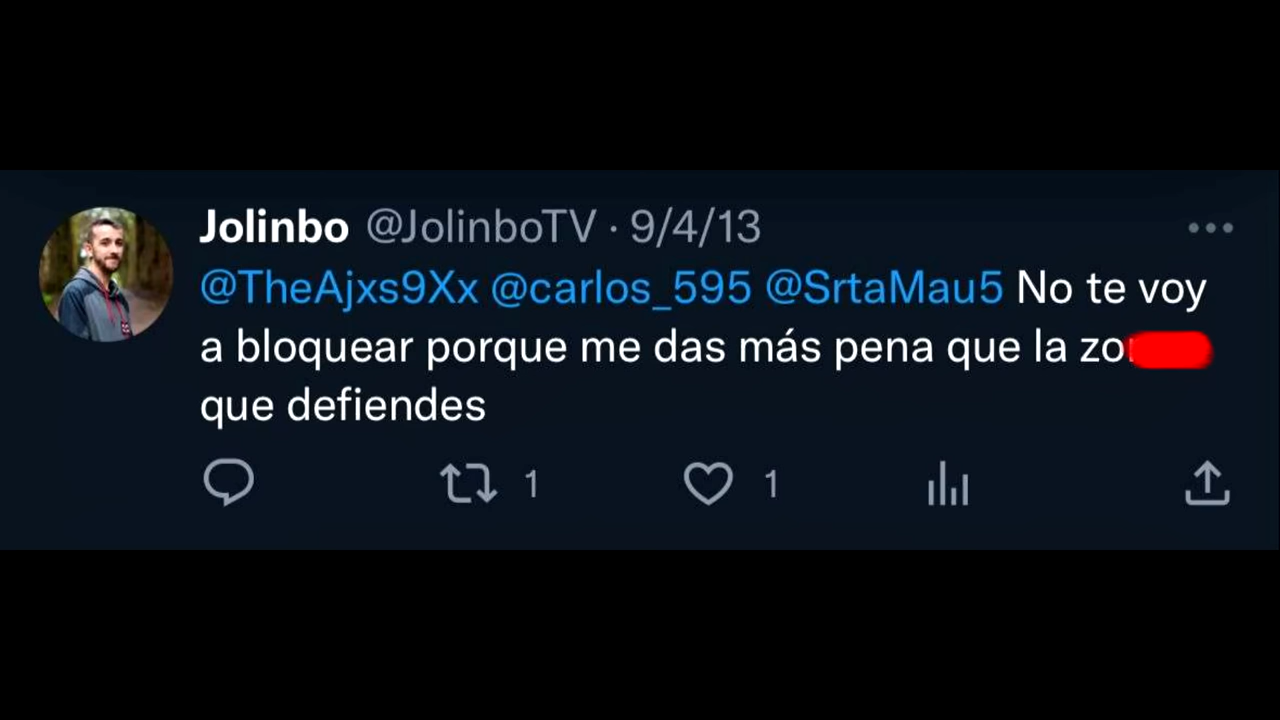 Jolinbo @JolinboTV · 9/4/13
@TheAjxs9Xx @carlos_595 @SrtaMau5 No te voy
a bloquear porque me das más pena que la
que defiendes
1 1